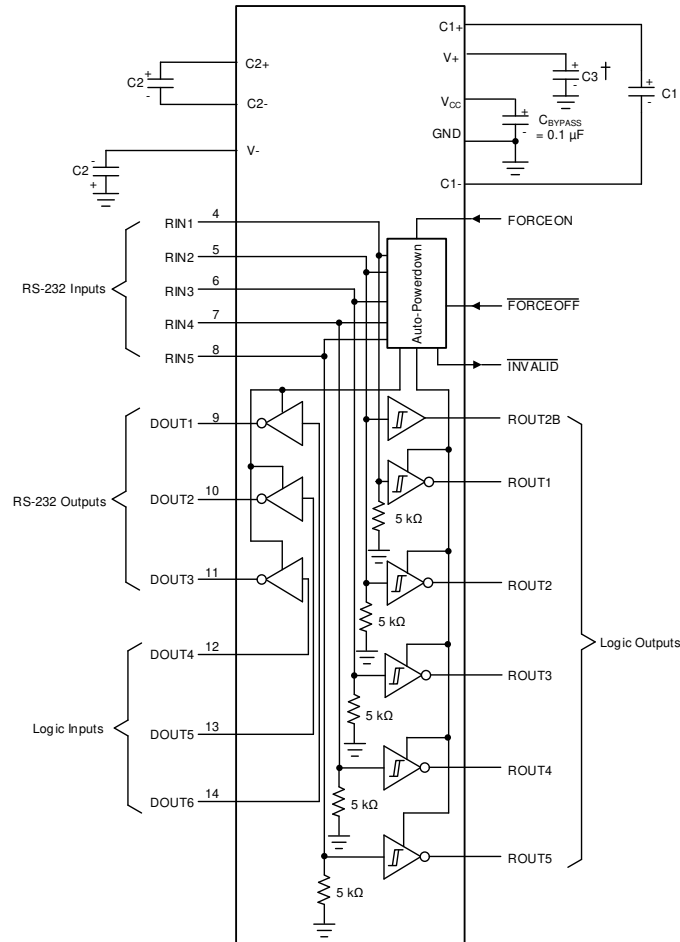 C1+
V+
C2+
C2
+
-
C2-
+
-
C3
†
+
-
C1
VCC
+
-
CBYPASS
= 0.1 µF
GND
V-
C2
-
+
C1-
RIN1 4
RIN2 5
RIN3 6
RIN4 7
RIN5 8
RS-232 Inputs
Auto-Powerdown
FORCEON
FORCEOFF
INVALID
DOUT1 9
DOUT2 10
DOUT3 11
RS-232 Outputs
DOUT4 12
DOUT5 13
DOUT6 14
Logic Inputs
ROUT2B
ROUT1
5 kΩ
ROUT2
5 kΩ
ROUT3
5 kΩ
ROUT4
5 kΩ
ROUT5
5 kΩ
Logic Outputs